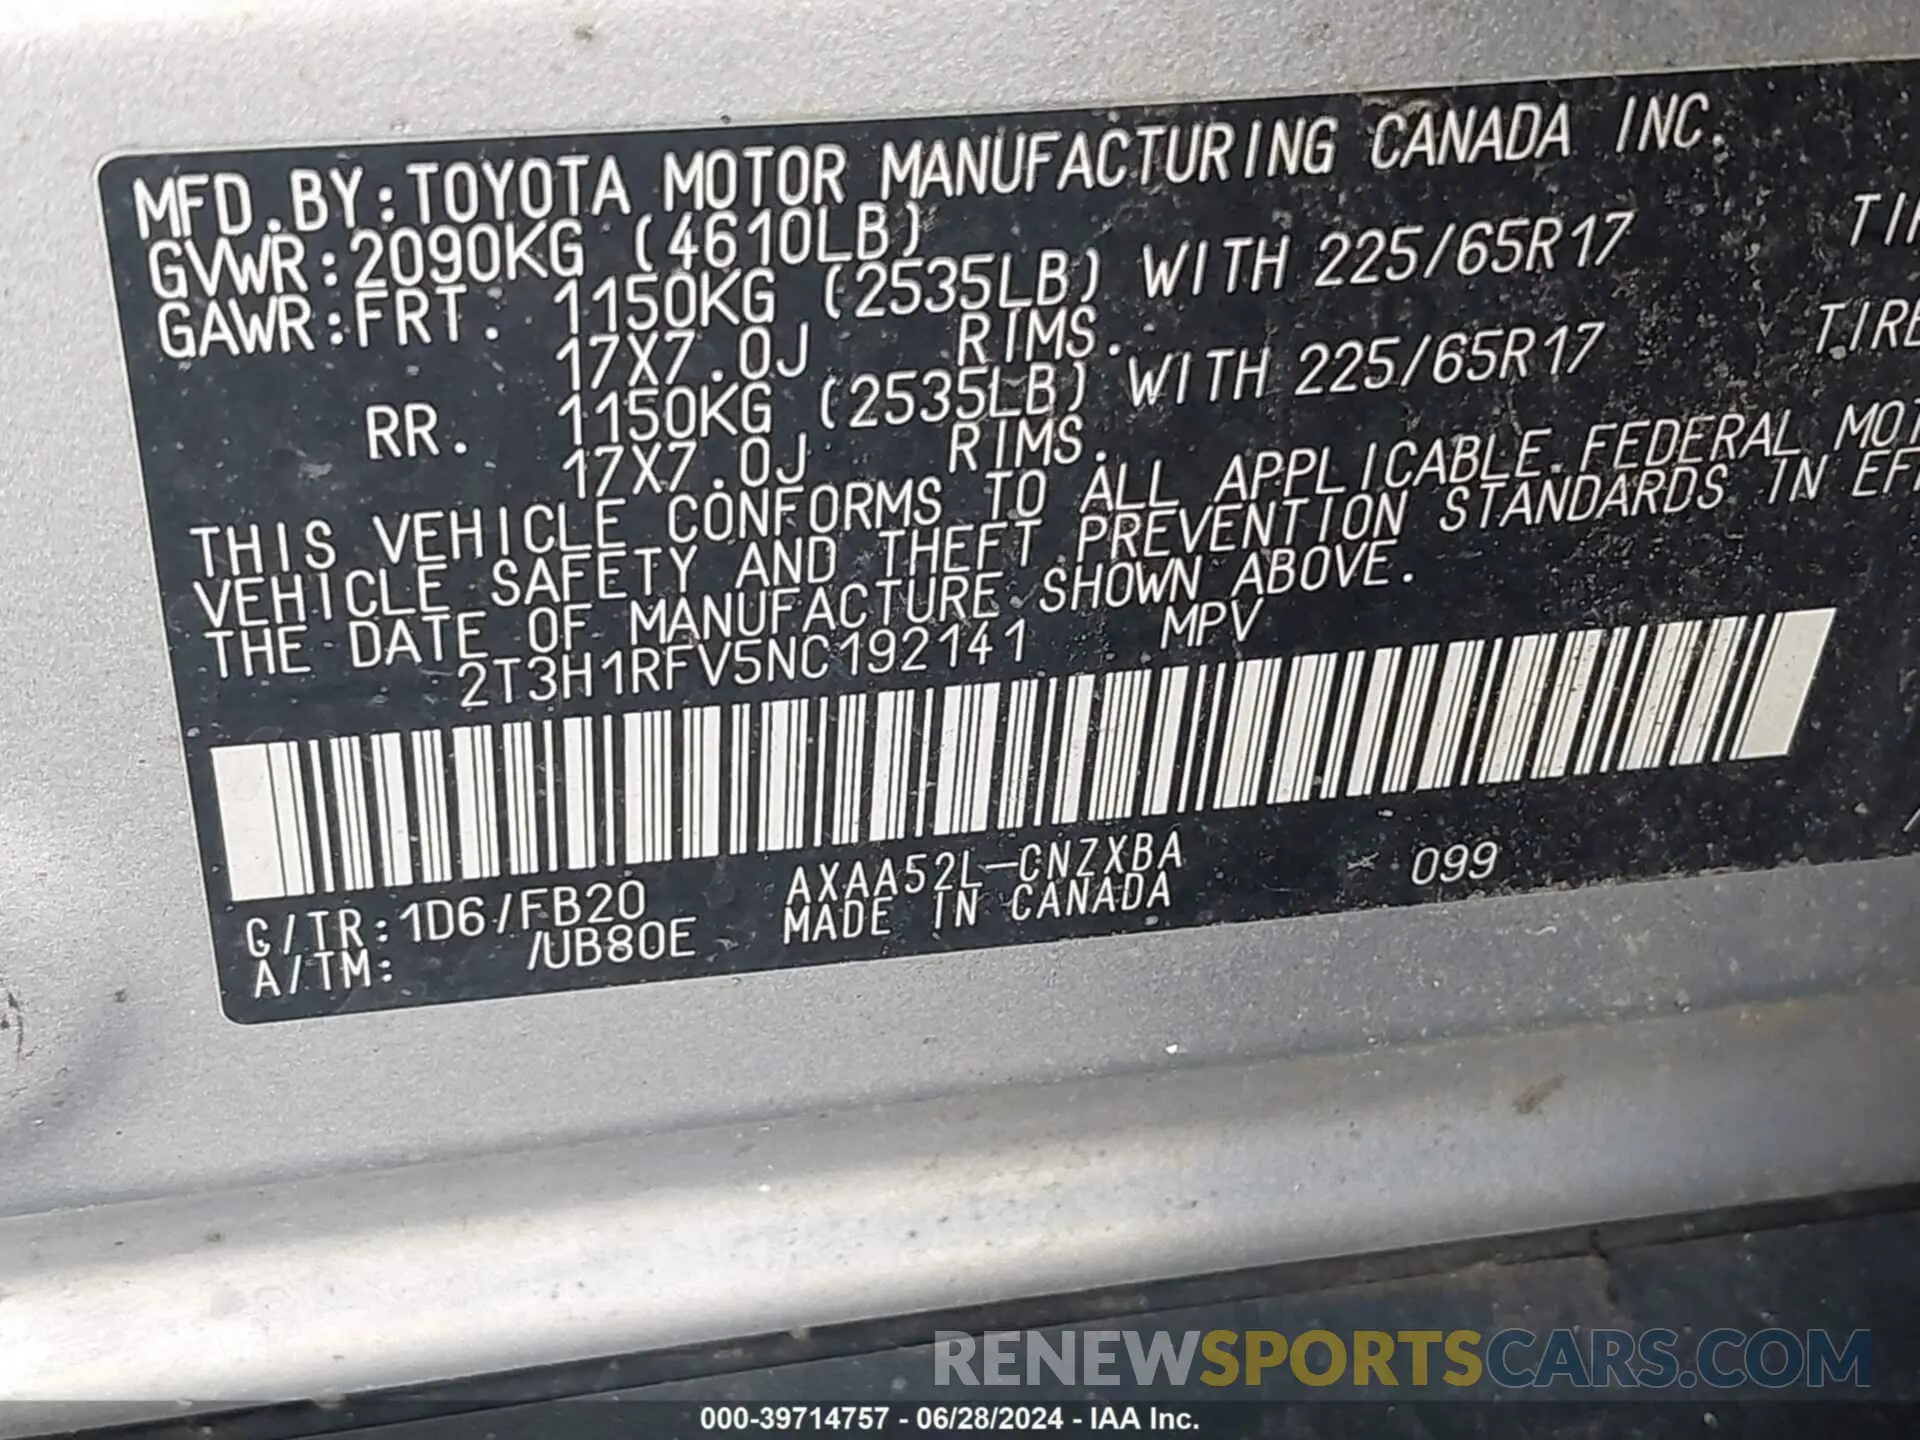 MFD.BY:TOYOTA MOTOR MANUFACTURING CANADA INC.
GVWR:2090KG (4610LB)
GAWR:FRT. 1150KG (2535LB) WITH 225/65R17
17X7.0J RIMS. TIRE
RR. 1150KG (2535LB) WITH 225/65R17
17X7.0J RIMS.
THIS VEHICLE CONFORMS TO ALL APPLICABLE FEDERAL
VEHICLE SAFETY AND THEFT PREVENTION STANDARDS IN
THE DATE OF MANUFACTURE SHOWN ABOVE.
2T3H1RFV5NC192141 MPV
C/TR:1D6/FB20 AXAA52L-CNZXBA 099
A/TM: /UB80E MADE IN CANADA
RENEWSPORTSCARS.COM
000-39714757 - 06/28/2024 - IAA Inc.